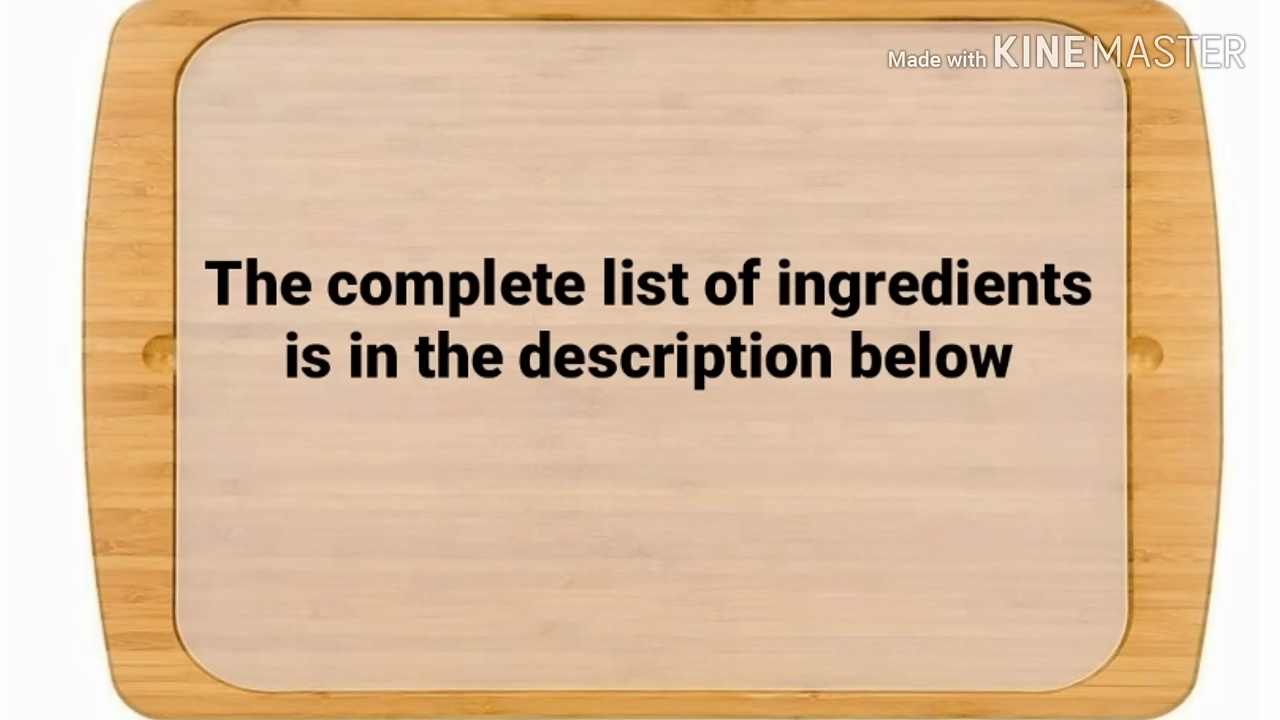 Made with KINEMASTER
The complete list of ingredients
is in the description below